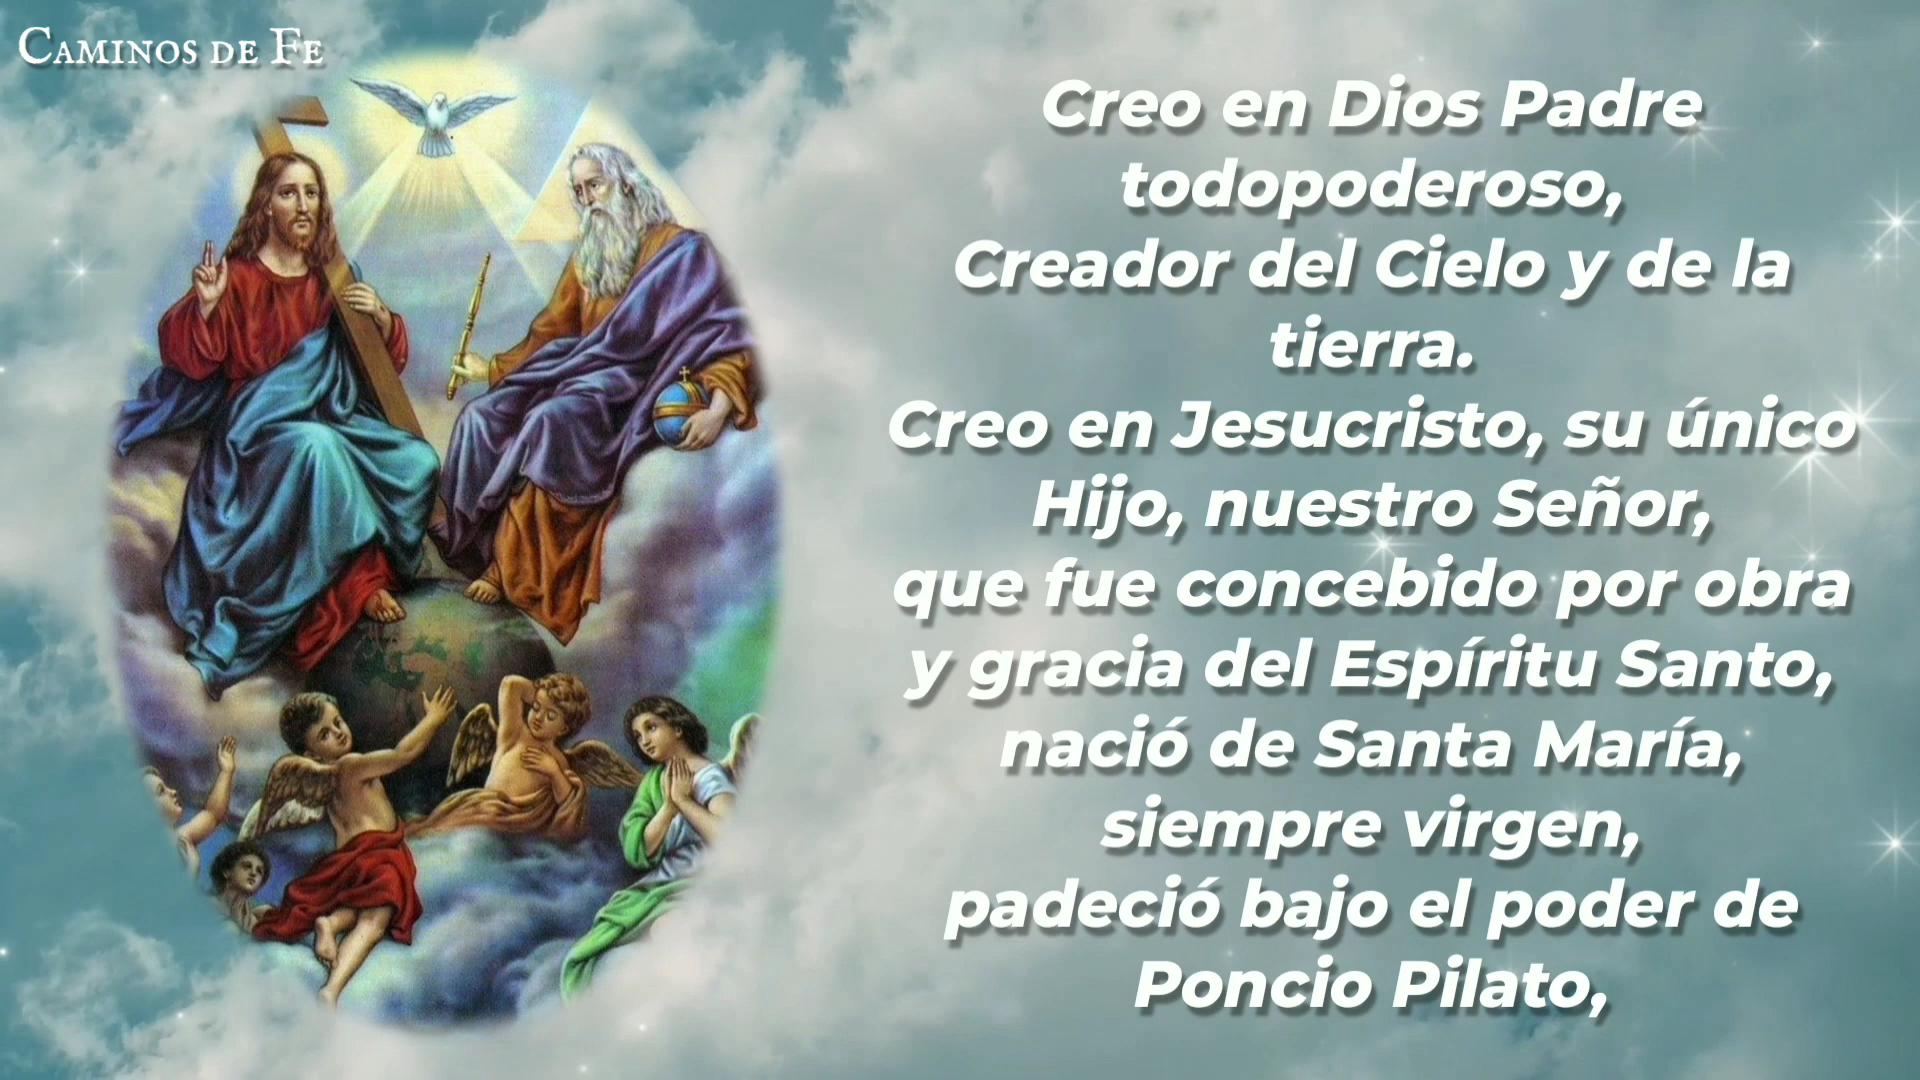 Caminos de Fe
Creo en Dios Padre
todopoderoso,
Creador del Cielo y de la
tierra.
Creo en Jesucristo, su único
Hijo, nuestro Señor,
que fue concebido por obra
y gracia del Espíritu Santo,
nació de Santa María,
siempre virgen,
padeció bajo el poder de
Poncio Pilato,